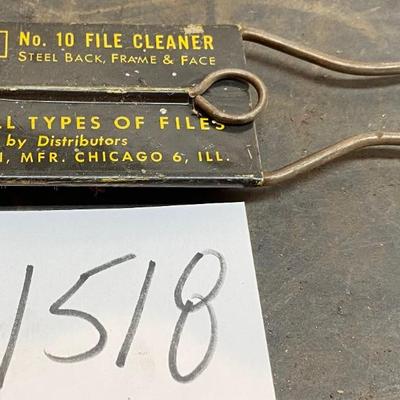 No. 10 FILE CLEANER
STEEL BACK, FRAME & FACE
TYPES OF FILES
by Distributors
MFR. CHICAGO 6, ILL.
1518